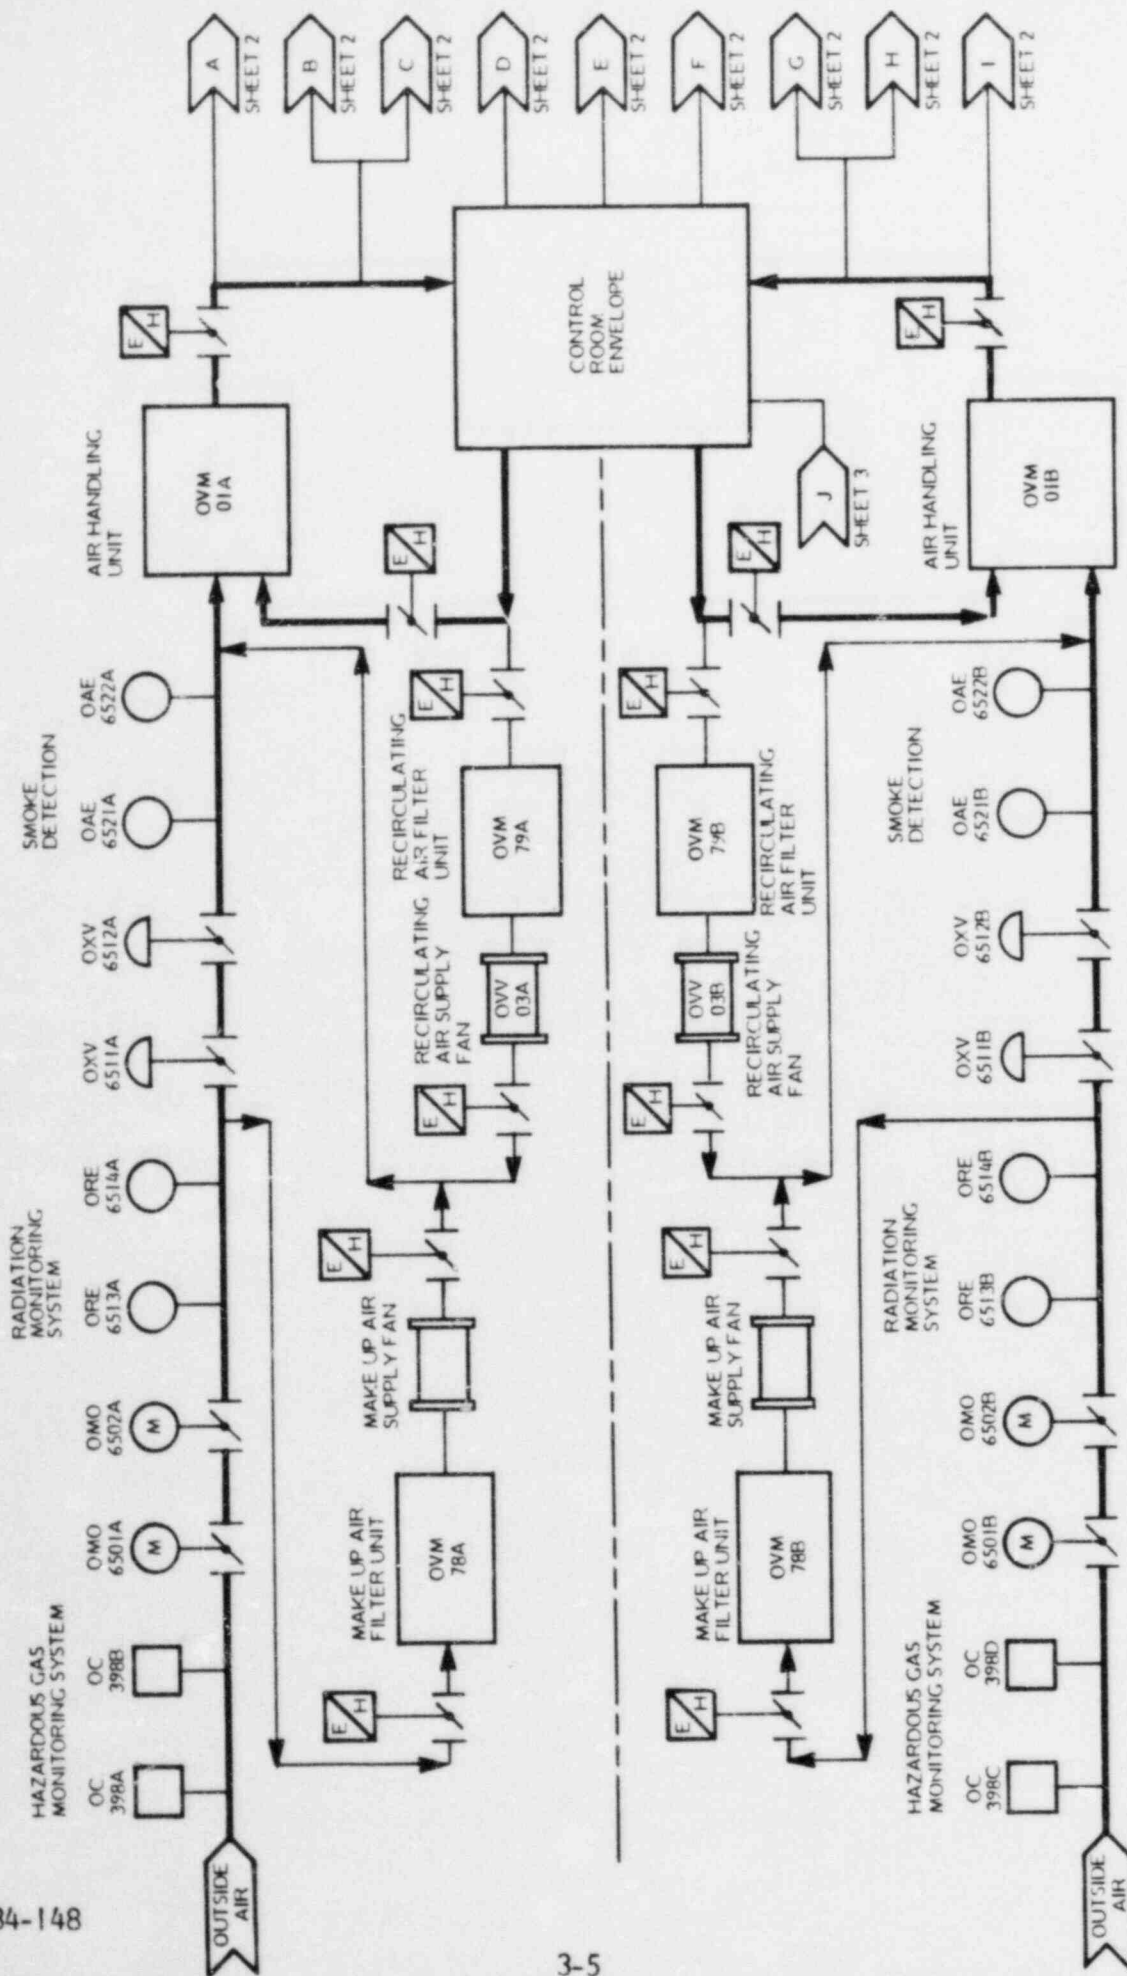 OUTSIDE
AIR
HAZARDOUS GAS
MONITORING SYSTEM
OC
398A
OC
398B
OMO
6501A
M
OMO
6502A
M
RADIATION
MONITORING
SYSTEM
ORE
6513A
ORE
6514A
OXV
6511A
OXV
6512A
SMOKE
DETECTION
OAE
6521A
OAE
6522A
AIR HANDLING
UNIT
OVM
01A
E
H
A
SHEET 2
B
SHEET 2
C
SHEET 2
D
SHEET 2
E
SHEET 2
F
SHEET 2
G
SHEET 2
H
SHEET 2
I
SHEET 2
E
H
MAKE UP AIR
FILTER UNIT
OVM
78A
MAKE UP AIR
SUPPLY FAN
E
H
E
H
RECIRCULATING
AIR SUPPLY
FAN
OVV
03A
RECIRCULATING
AIR FILTER
UNIT
OVM
79A
E
H
E
H
CONTROL
ROOM
ENVELOPE
E
H
MAKE UP AIR
FILTER UNIT
OVM
78B
MAKE UP AIR
SUPPLY FAN
E
H
E
H
OVV
03B
RECIRCULATING
AIR SUPPLY
FAN
OVM
79B
RECIRCULATING
AIR FILTER
UNIT
E
H
E
H
J
SHEET 3
OUTSIDE
AIR
HAZARDOUS GAS
MONITORING SYSTEM
OC
398C
OC
398D
OMO
6501B
M
OMO
6502B
M
RADIATION
MONITORING
SYSTEM
ORE
6513B
ORE
6514B
OXV
6511B
OXV
6512B
SMOKE
DETECTION
OAE
6521B
OAE
6522B
AIR HANDLING
UNIT
OVM
01B
E
H
84-148
3-5